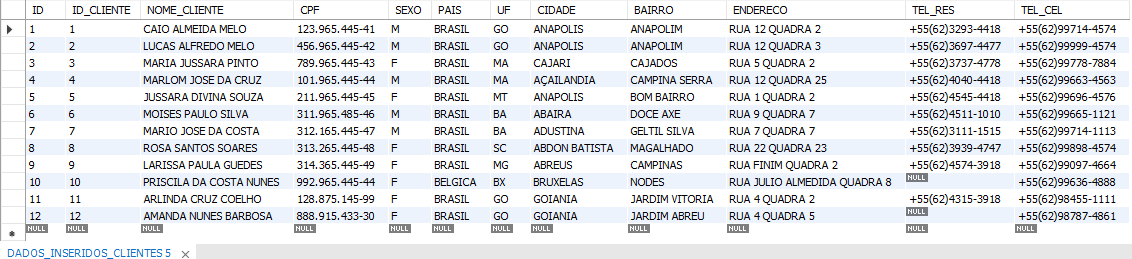 ID ID_CLIENTE NOME_CLIENTE CPF SEXO PAIS UF CIDADE BAIRRO ENDERECO TEL_RES TEL_CEL
1 1 CAIO ALMEIDA MELO 123.965.445-41 M BRASIL GO ANAPOLIS ANAPOLIM RUA 12 QUADRA 2 +55(62)3293-4418 +55(62)99714-4574
2 2 LUCAS ALFREDO MELO 456.965.445-42 M BRASIL GO ANAPOLIS ANAPOLIM RUA 12 QUADRA 3 +55(62)3697-4477 +55(62)99999-4574
3 3 MARIA JUSSARA PINTO 789.965.445-43 F BRASIL MA CAJARI CAJADOS RUA 5 QUADRA 2 +55(62)3737-4778 +55(62)99778-7884
4 4 MARLOM JOSE DA CRUZ 101.965.445-44 M BRASIL MA AÇAILANDIA CAMPINA SERRA RUA 12 QUADRA 25 +55(62)4040-4418 +55(62)99663-4563
5 5 JUSSARA DIVINA SOUZA 211.965.445-45 F BRASIL MT ANAPOLIS BOM BAIRRO RUA 1 QUADRA 2 +55(62)4545-4418 +55(62)99696-4576
6 6 MOISES PAULO SILVA 311.965.485-46 M BRASIL BA ABAIRA DOCE AXE RUA 9 QUADRA 7 +55(62)4511-1010 +55(62)99665-1121
7 7 MARIO JOSE DA COSTA 312.165.445-47 M BRASIL BA ADUSTINA GELTIL SILVA RUA 7 QUADRA 7 +55(62)3111-1515 +55(62)99714-1113
8 8 ROSA SANTOS SOARES 313.265.445-48 F BRASIL SC ABDON BATISTA MAGALHADO RUA 22 QUADRA 23 +55(62)3939-4747 +55(62)99898-4574
9 9 LARISSA PAULA GUEDES 314.365.445-49 F BRASIL MG ABREUS CAMPINAS RUA FINIM QUADRA 2 +55(62)4574-3918 +55(62)99097-4664
10 10 PRISCILA DA COSTA NUNES 992.965.445-44 F BELGICA BX BRUXELAS NODES RUA JULIO ALMEDIDA QUADRA 8 NULL +55(62)99636-4888
11 11 ARLINDA CRUZ COELHO 128.875.145-99 F BRASIL GO GOIANIA JARDIM VITORIA RUA 4 QUADRA 2 +55(62)4315-3918 +55(62)98455-1111
12 12 AMANDA NUNES BARBOSA 888.915.433-30 F BRASIL GO GOIANIA JARDIM ABREU RUA 4 QUADRA 5 NULL +55(62)98787-4861
NULL NULL NULL NULL NULL NULL NULL NULL NULL NULL NULL NULL
DADOS_INSERIDOS_CLIENTES 5